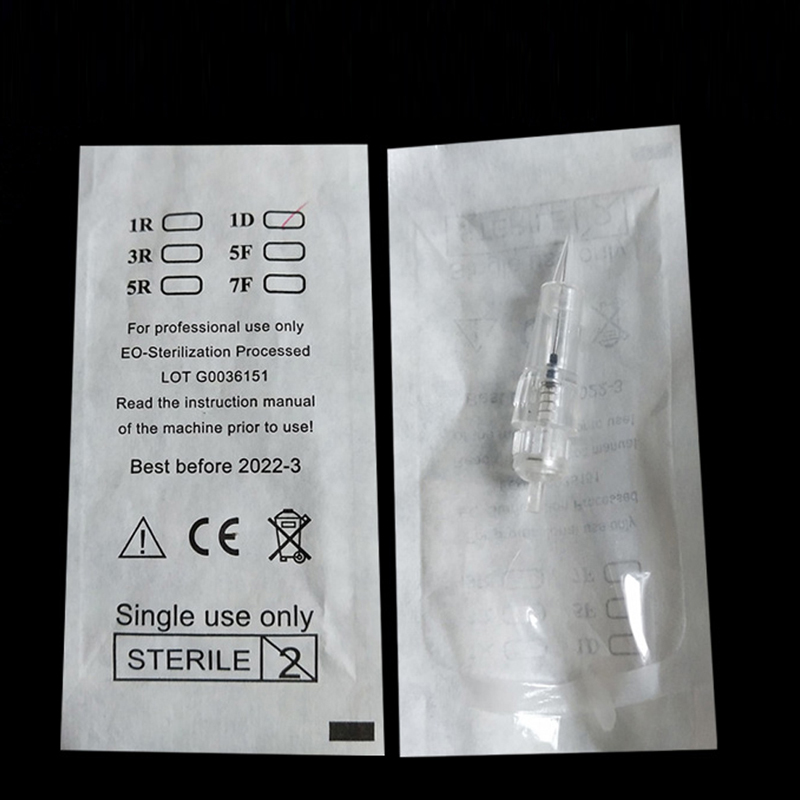 1R 1D
3R 5F
5R 7F
For professional use only
EO-Sterilization Processed
LOT G0036151
Read the instruction manual
of the machine prior to use!
Best before 2022-3
CE
Single use only
STERILE 2